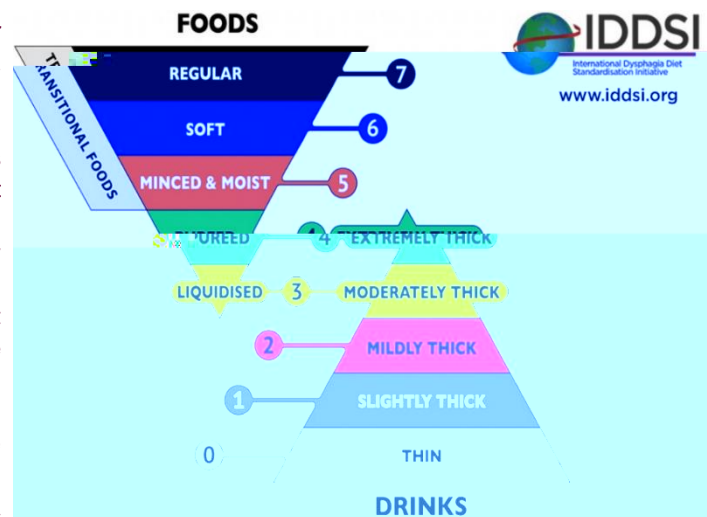 FOODS
IDDSI
International Dysphagia Diet
Standardisation Initiative
www.iddsi.org
TRANSITIONAL FOODS
REGULAR 7
SOFT 6
MINCED & MOIST 5
PUREED 4 EXTREMELY THICK
LIQUIDISED 3 MODERATELY THICK
2 MILDLY THICK
1 SLIGHTLY THICK
0 THIN
DRINKS